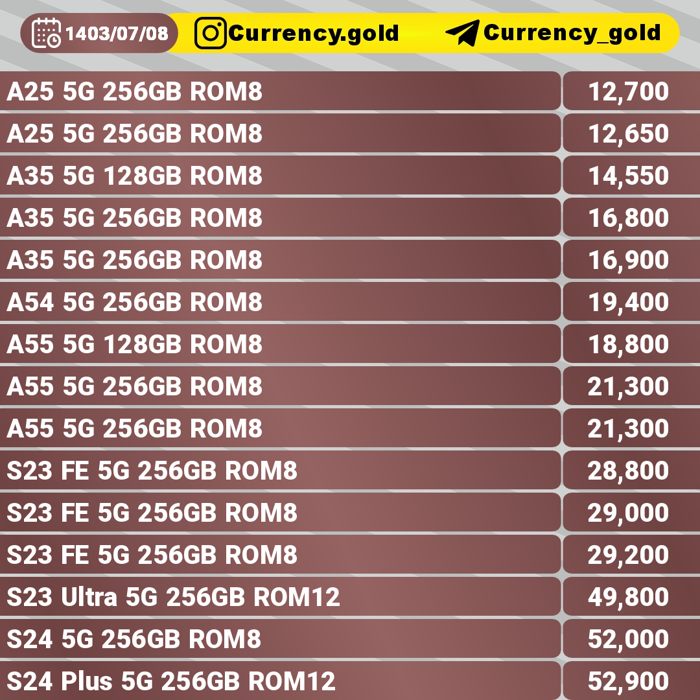 1403/07/08 Currency.gold Currency_gold
A25 5G 256GB ROM8 12,700
A25 5G 256GB ROM8 12,650
A35 5G 128GB ROM8 14,550
A35 5G 256GB ROM8 16,800
A35 5G 256GB ROM8 16,900
A54 5G 256GB ROM8 19,400
A55 5G 128GB ROM8 18,800
A55 5G 256GB ROM8 21,300
A55 5G 256GB ROM8 21,300
S23 FE 5G 256GB ROM8 28,800
S23 FE 5G 256GB ROM8 29,000
S23 FE 5G 256GB ROM8 29,200
S23 Ultra 5G 256GB ROM12 49,800
S24 5G 256GB ROM8 52,000
S24 Plus 5G 256GB ROM12 52,900